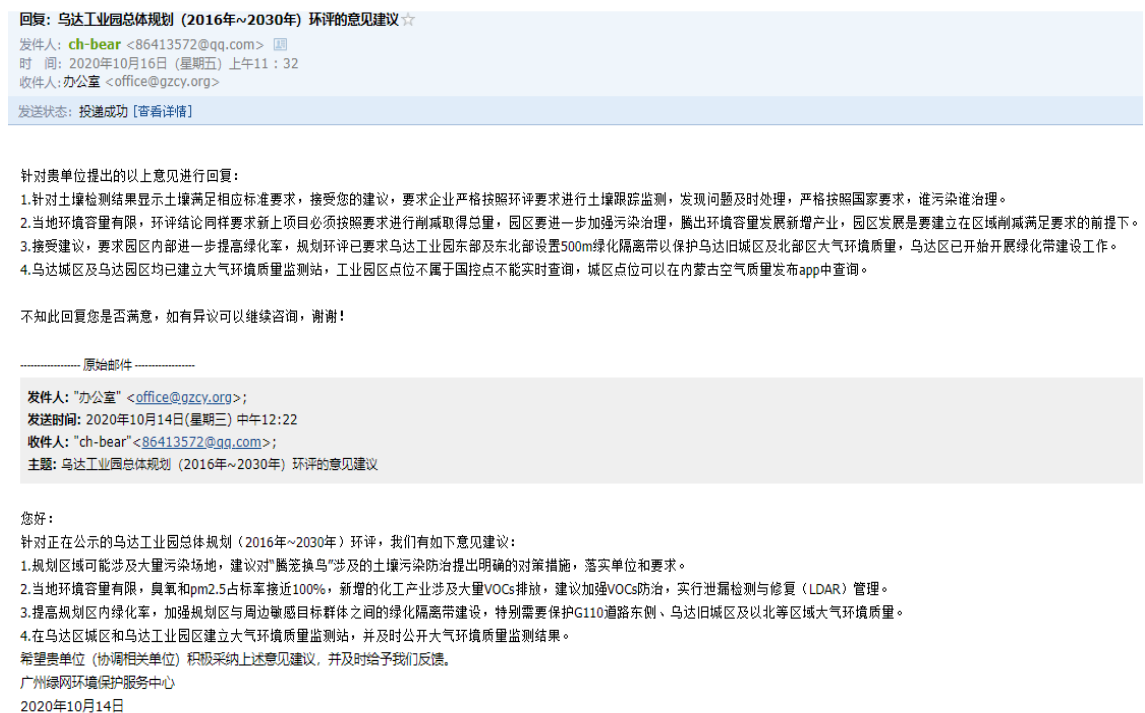 回复：乌达工业园总体规划（2016年~2030年）环评的意见建议☆
发件人：ch-bear <86413572@qq.com>
时　间：2020年10月16日（星期五）上午11：32
收件人：办公室 <office@gzcy.org>
发送状态：投递成功 [查看详情]
针对贵单位提出的以上意见进行回复：
1.针对土壤检测结果显示土壤满足相应标准要求，接受您的建议，要求企业严格按照环评要求进行土壤跟踪监测，发现问题及时处理，严格按照国家要求，谁污染谁治理。
2.当地环境容量有限，环评结论同样要求新上项目必须按照要求进行削减取得总量，园区要进一步加强污染治理，腾出环境容量发展新增产业，园区发展是要建立在区域削减满足要求的前提下。
3.接受建议，要求园区内部进一步提高绿化率，规划环评已要求乌达工业园东部及东北部设置500m绿化隔离带以保护乌达旧城区及北部区大气环境质量，乌达区已开始开展绿化带建设工作。
4.乌达城区及乌达园区均已建立大气环境质量监测站，工业园区点位不属于国控点不能实时查询，城区点位可以在内蒙古空气质量发布app中查询。
不知此回复您是否满意，如有异议可以继续咨询，谢谢！
------------------ 原始邮件 ------------------
发件人: "办公室" <office@gzcy.org>;
发送时间: 2020年10月14日(星期三) 中午12:22
收件人: "ch-bear"<86413572@qq.com>;
主题: 乌达工业园总体规划（2016年~2030年）环评的意见建议
您好：
针对正在公示的乌达工业园总体规划（2016年~2030年）环评，我们有如下意见建议：
1.规划区域可能涉及大量污染场地，建议对“腾笼换鸟”涉及的土壤污染防治提出明确的对策措施，落实单位和要求。
2.当地环境容量有限，臭氧和pm2.5占标率接近100%，新增的化工产业涉及大量VOCs排放，建议加强VOCs防治，实行泄漏检测与修复（LDAR）管理。
3.提高规划区内绿化率，加强规划区与周边敏感目标群体之间的绿化隔离带建设，特别需要保护G110道路东侧、乌达旧城区及以北等区域大气环境质量。
4.在乌达区城区和乌达工业园区建立大气环境质量监测站，并及时公开大气环境质量监测结果。
希望贵单位（协调相关单位）积极采纳上述意见建议，并及时给予我们反馈。
广州绿网环境保护服务中心
2020年10月14日